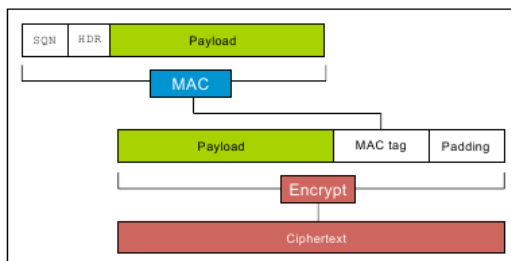 SQN HDR Payload
MAC
Payload MAC tag Padding
Encrypt
Ciphertext